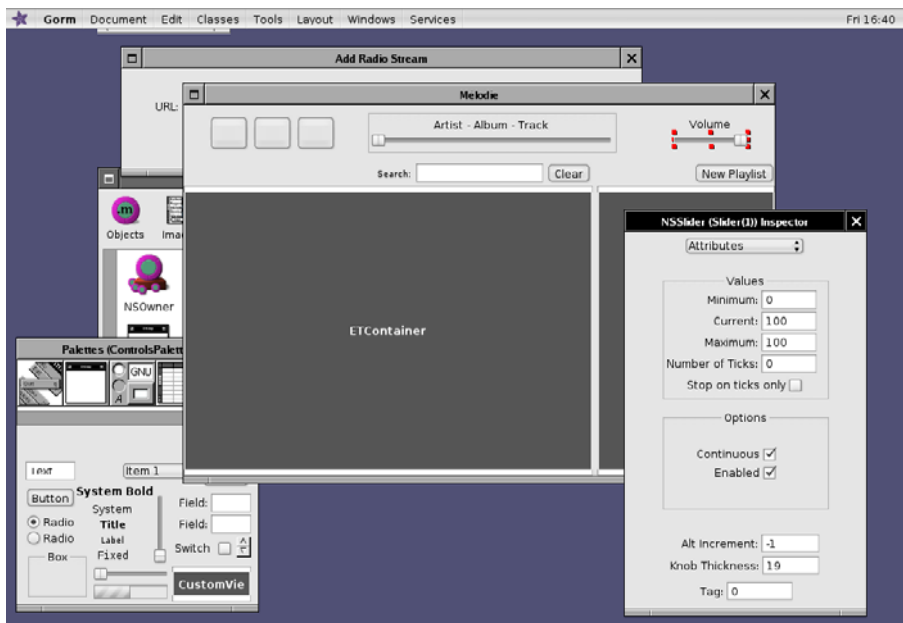 Gorm Document Edit Classes Tools Layout Windows Services Fri 16:40
Add Radio Stream
URL:
Melodie
Artist - Album - Track
Volume
Search:
Clear
New Playlist
ETContainer
.m
Objects
Ima
NSOwner
NSSlider (Slider(1)) Inspector
Attributes
Values
Minimum: 0
Current: 100
Maximum: 100
Number of Ticks: 0
Stop on ticks only
Options
Continuous
Enabled
Alt Increment: -1
Knob Thickness: 19
Tag: 0
Palettes (ControlsPalett
GNU
A
Text
Item 1
Button
System Bold
System
Title
Label
Fixed
Radio
Radio
Box
Field:
Field:
Switch
CustomVie